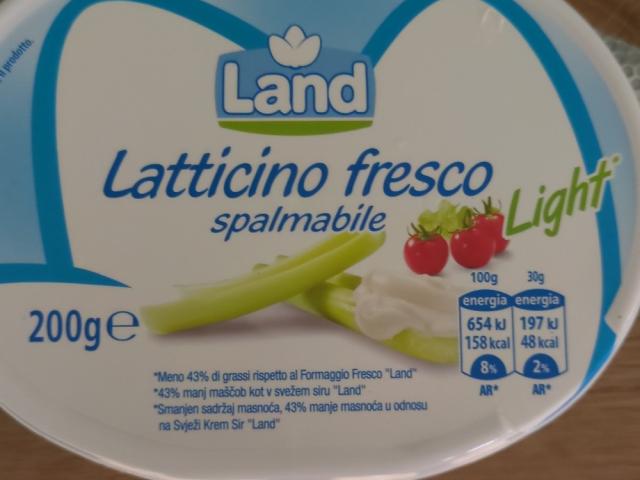 il prodotto.
Land
Latticino fresco
spalmabile
Light*
200g℮
100g 30g
energia energia
654 kJ 197 kJ
158 kcal 48 kcal
8% 2%
AR* AR*
*Meno 43% di grassi rispetto al Formaggio Fresco "Land"
*43% manj maščob kot v svežem siru "Land"
*Smanjen sadržaj masnoća, 43% manje masnoća u odnosu
na Svježi Krem Sir "Land"